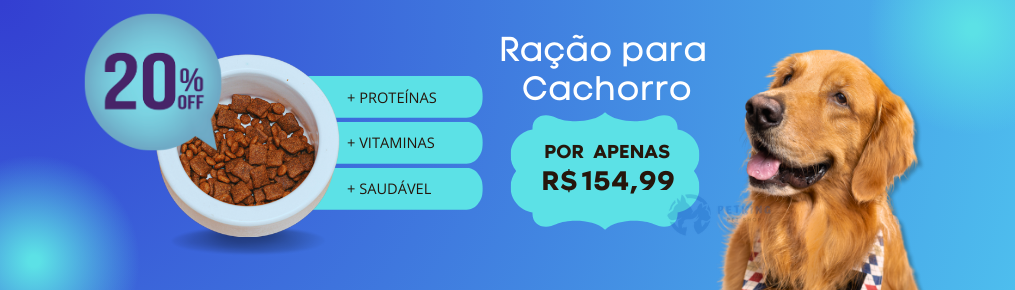 20% OFF
+ PROTEÍNAS
+ VITAMINAS
+ SAUDÁVEL
Ração para
Cachorro
POR APENAS
R$154,99